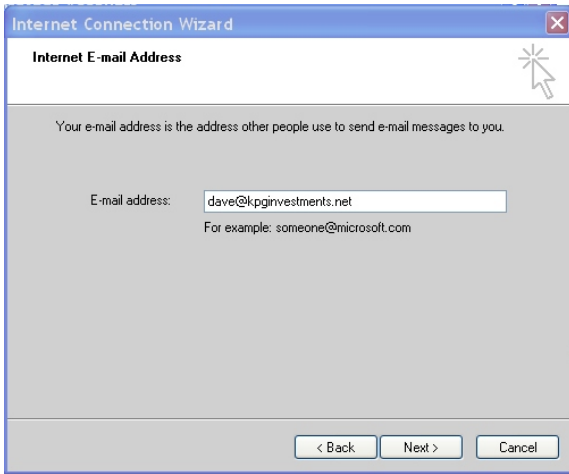 Internet Connection Wizard
Internet E-mail Address
Your e-mail address is the address other people use to send e-mail messages to you.
E-mail address: dave@kpginvestments.net
For example: someone@microsoft.com
< Back Next > Cancel